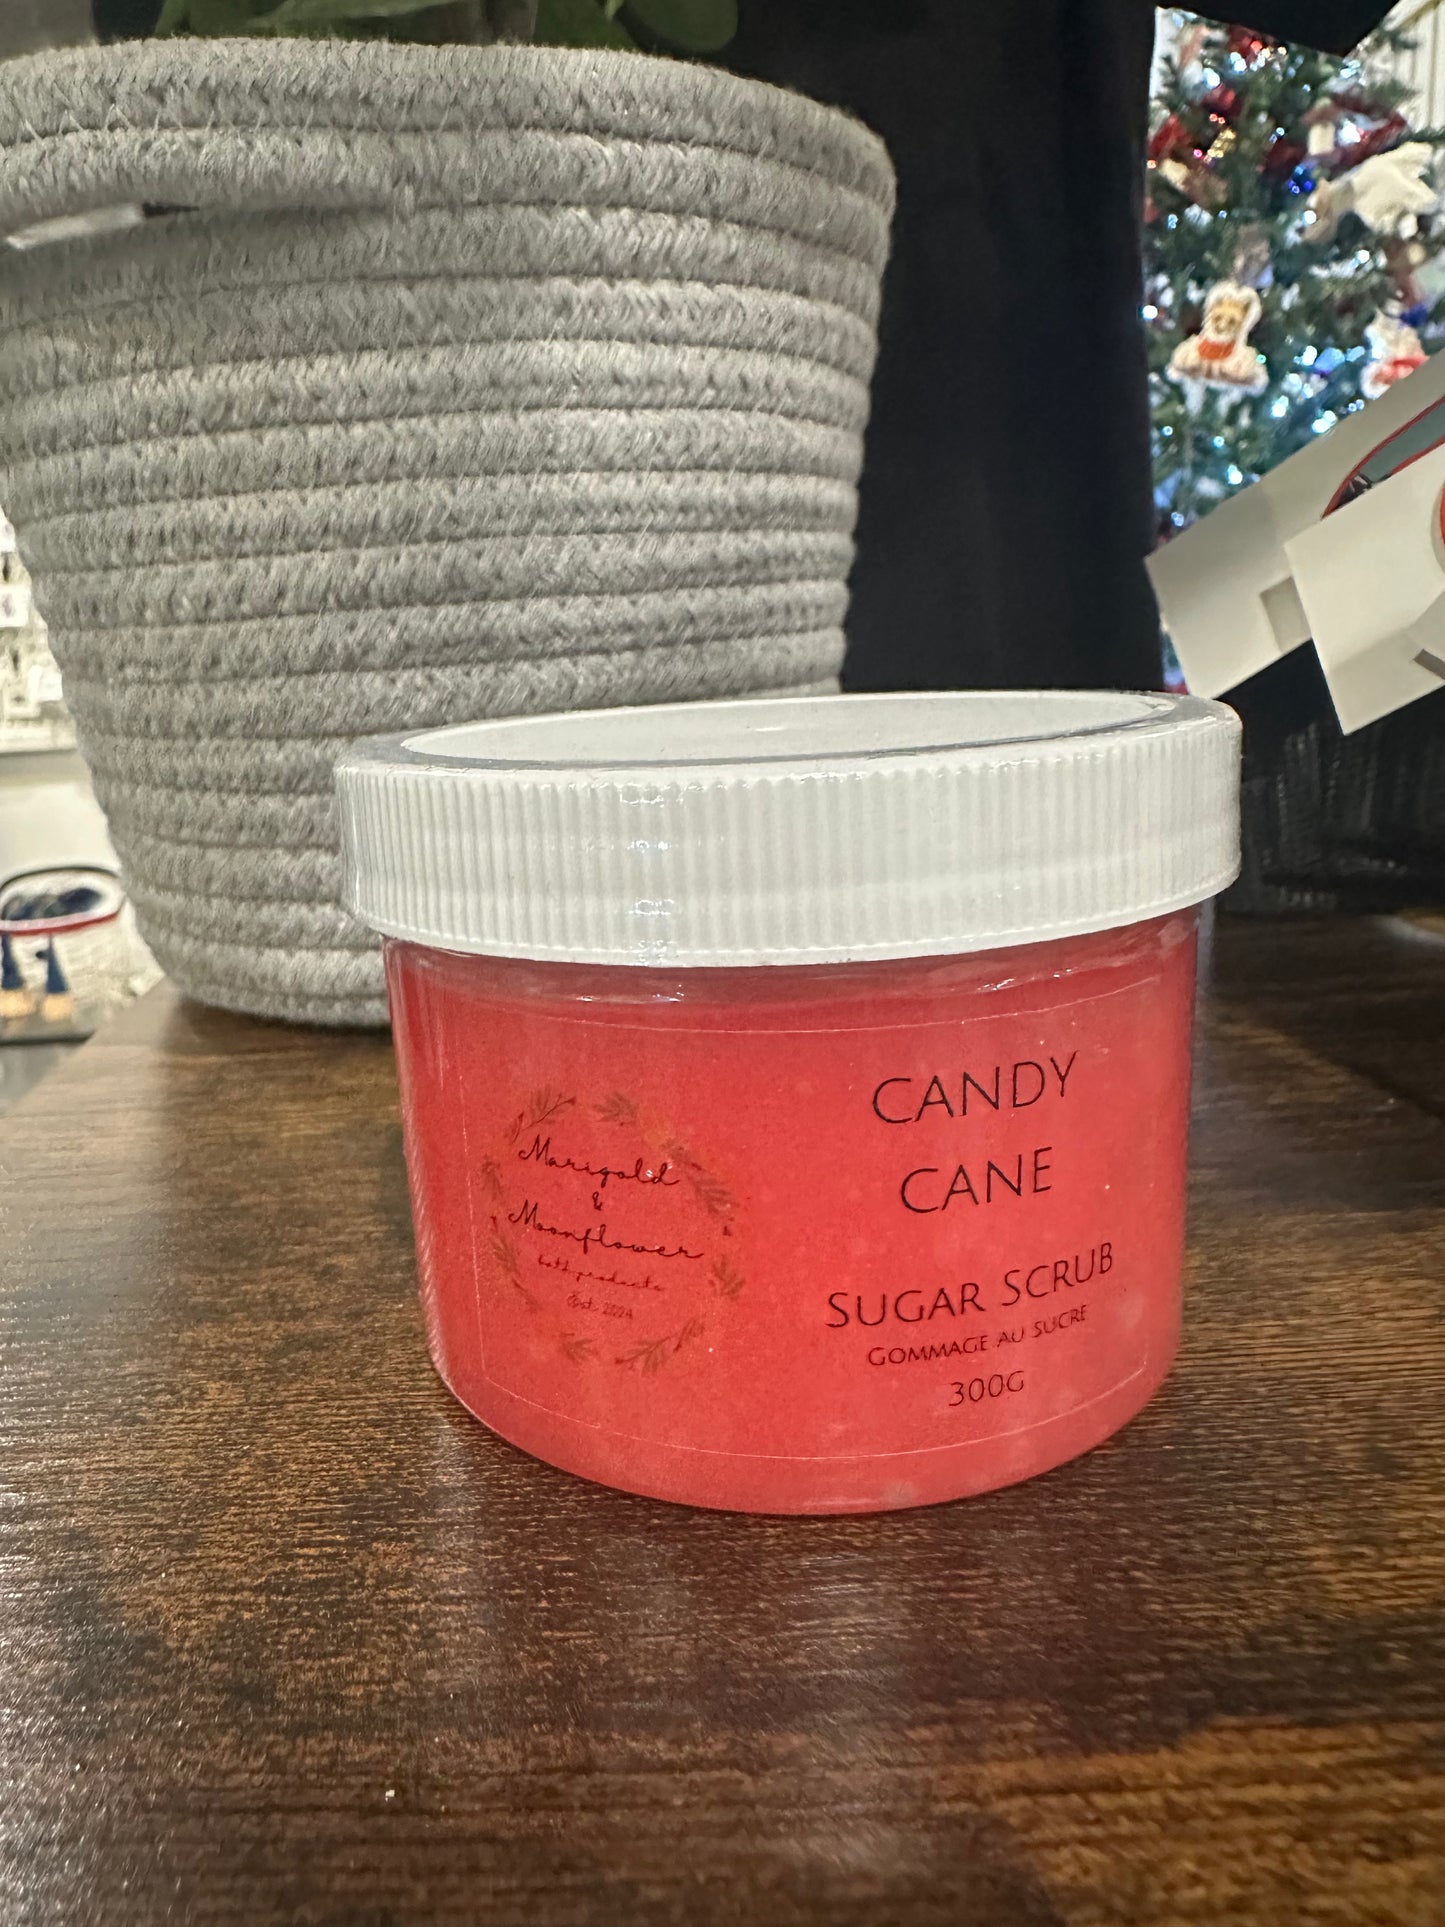 Marigold
&
Moonflower
bath products
Est. 2024
CANDY
CANE
SUGAR SCRUB
GOMMAGE AU SUCRE
300G